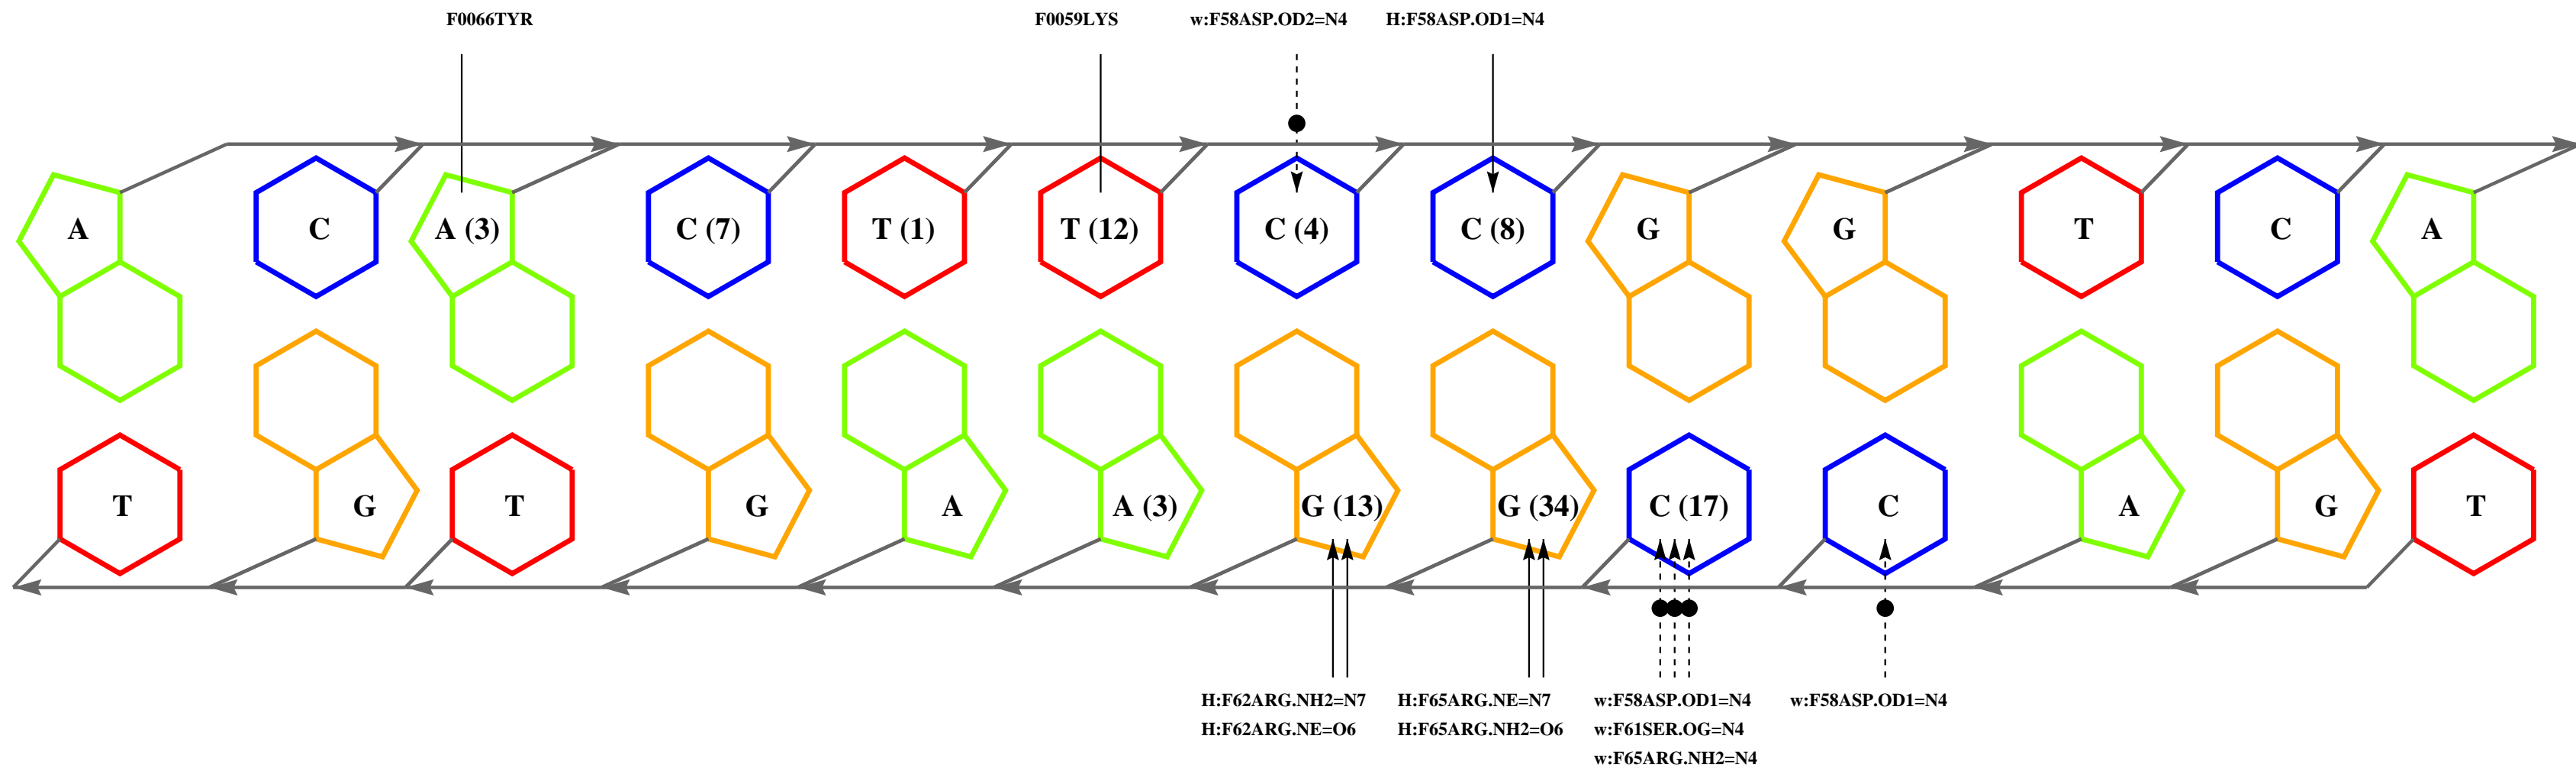 F0066TYR F0059LYS w:F58ASP.OD2=N4 H:F58ASP.OD1=N4
A C A (3) C (7) T (1) T (12) C (4) C (8) G G T C A
T G T G A A (3) G (13) G (34) C (17) C A G T
H:F62ARG.NH2=N7 H:F65ARG.NE=N7 w:F58ASP.OD1=N4 w:F58ASP.OD1=N4
H:F62ARG.NE=O6 H:F65ARG.NH2=O6 w:F61SER.OG=N4
w:F65ARG.NH2=N4